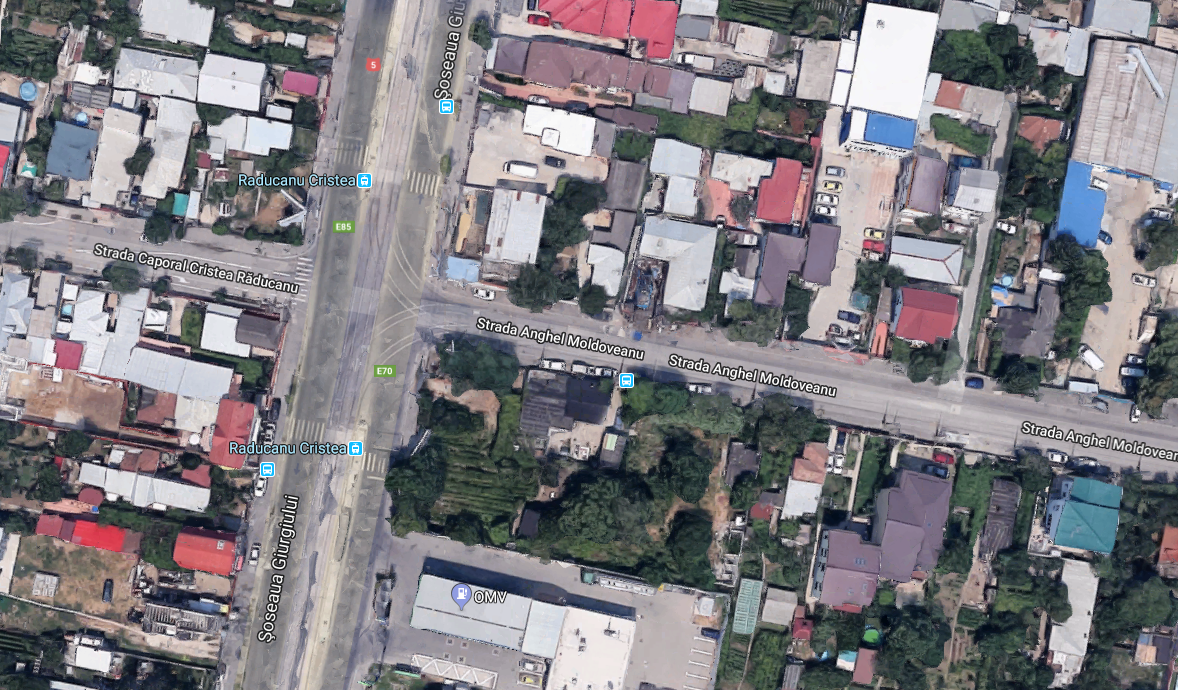 Șoseaua Giu
5
Raducanu Cristea
E85
Strada Caporal Cristea Răducanu
Strada Anghel Moldoveanu
Strada Anghel Moldoveanu
E70
Strada Anghel Moldovean
Raducanu Cristea
Șoseaua Giurgiului
OMV